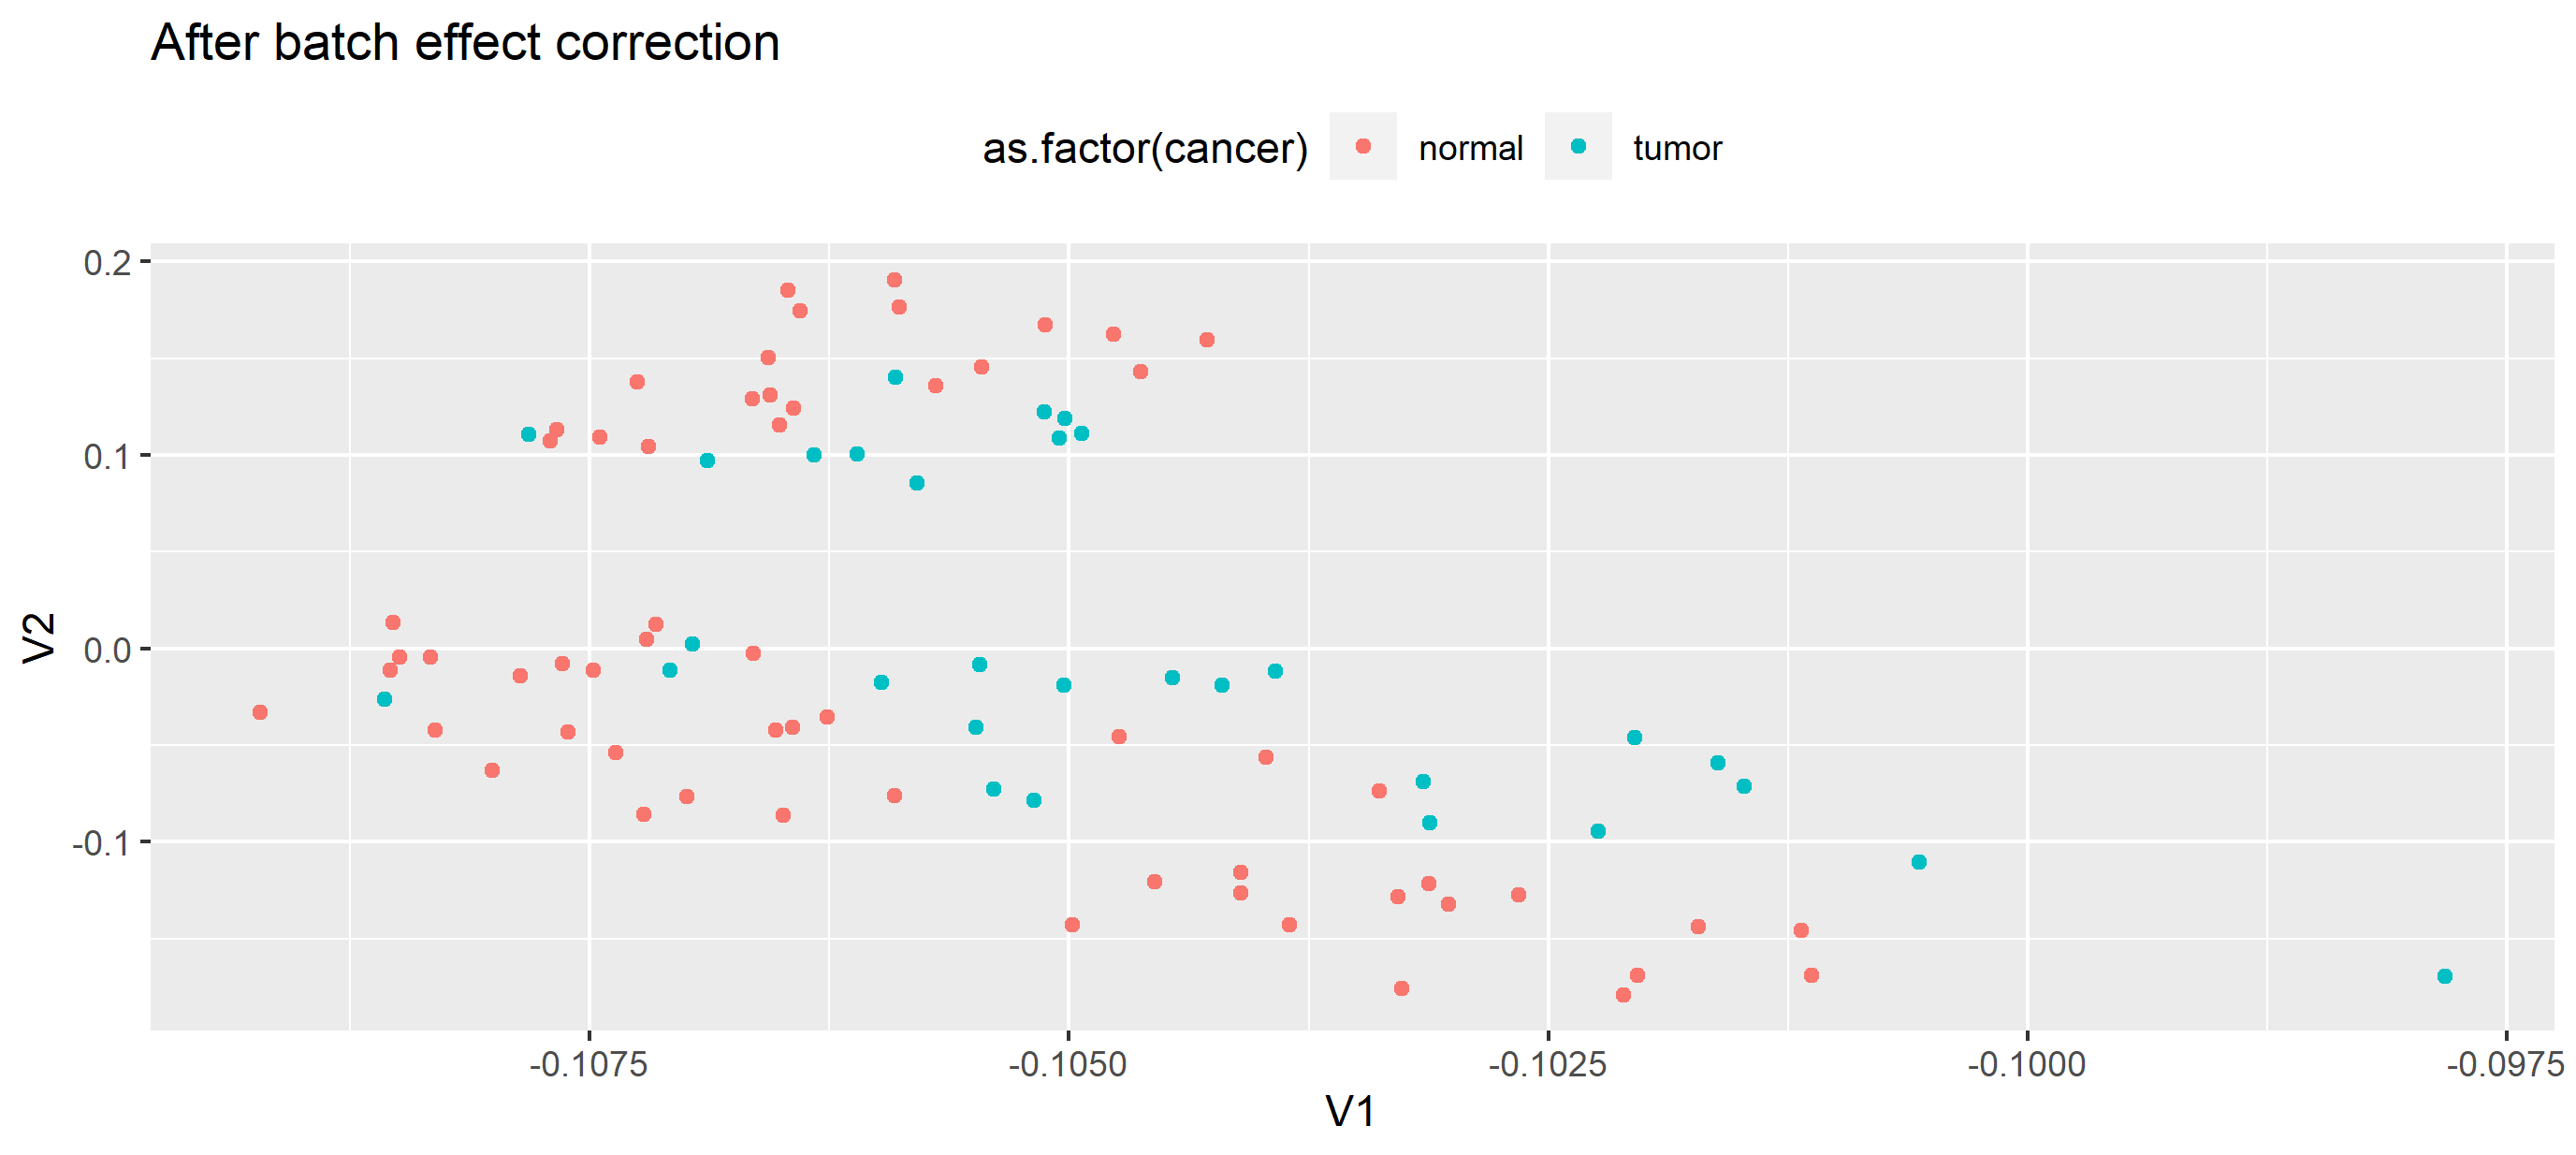 After batch effect correction
as.factor(cancer) normal tumor
0.2
0.1
0.0
-0.1
V2
-0.1075 -0.1050 -0.1025 -0.1000 -0.0975
V1